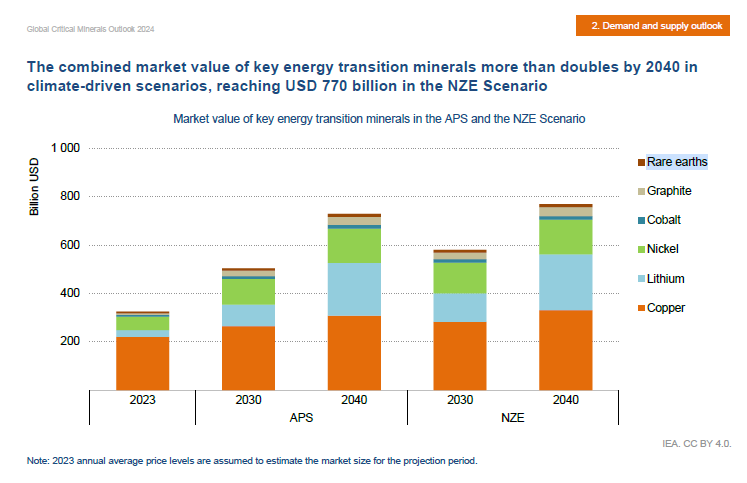 Global Critical Minerals Outlook 2024
2. Demand and supply outlook
The combined market value of key energy transition minerals more than doubles by 2040 in
climate-driven scenarios, reaching USD 770 billion in the NZE Scenario
Market value of key energy transition minerals in the APS and the NZE Scenario
Billion USD
1 000
800
600
400
200
2023
2030
2040
2030
2040
APS
NZE
Rare earths
Graphite
Cobalt
Nickel
Lithium
Copper
IEA. CC BY 4.0.
Note: 2023 annual average price levels are assumed to estimate the market size for the projection period.